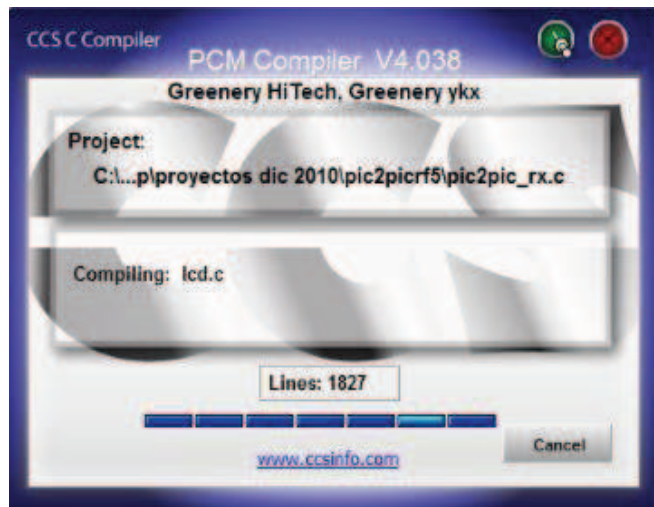 CCS C Compiler
PCM Compiler V4.038
Greenery HiTech, Greenery ykx
Project:
C:\...p\proyectos dic 2010\pic2picrf5\pic2pic_rx.c
Compiling: lcd.c
Lines: 1827
Cancel
www.ccsinfo.com